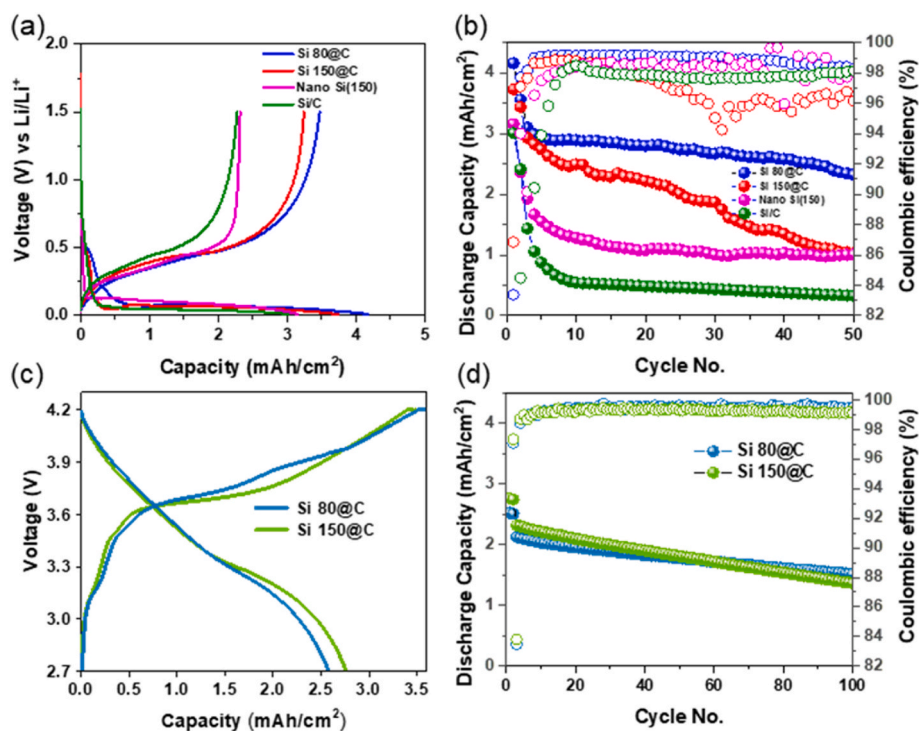 (a)
2.0
1.5
1.0
0.5
0.0
0 1 2 3 4 5
Voltage (V) vs Li/Li+
Capacity (mAh/cm2)
Si 80@C
Si 150@C
Nano Si(150)
Si/C
(b)
4
3
2
1
0
0 10 20 30 40 50
100
98
96
94
92
90
88
86
84
82
Discharge Capacity (mAh/cm2)
Coulombic efficiency (%)
Cycle No.
Si 80@C
Si 150@C
Nano Si(150)
Si/C
(c)
4.2
3.9
3.6
3.3
3.0
2.7
0.0 0.5 1.0 1.5 2.0 2.5 3.0 3.5
Voltage (V)
Capacity (mAh/cm2)
Si 80@C
Si 150@C
(d)
4
3
2
1
0
0 20 40 60 80 100
100
98
96
94
92
90
88
86
84
82
Discharge Capacity (mAh/cm2)
Coulombic efficiency (%)
Cycle No.
Si 80@C
Si 150@C